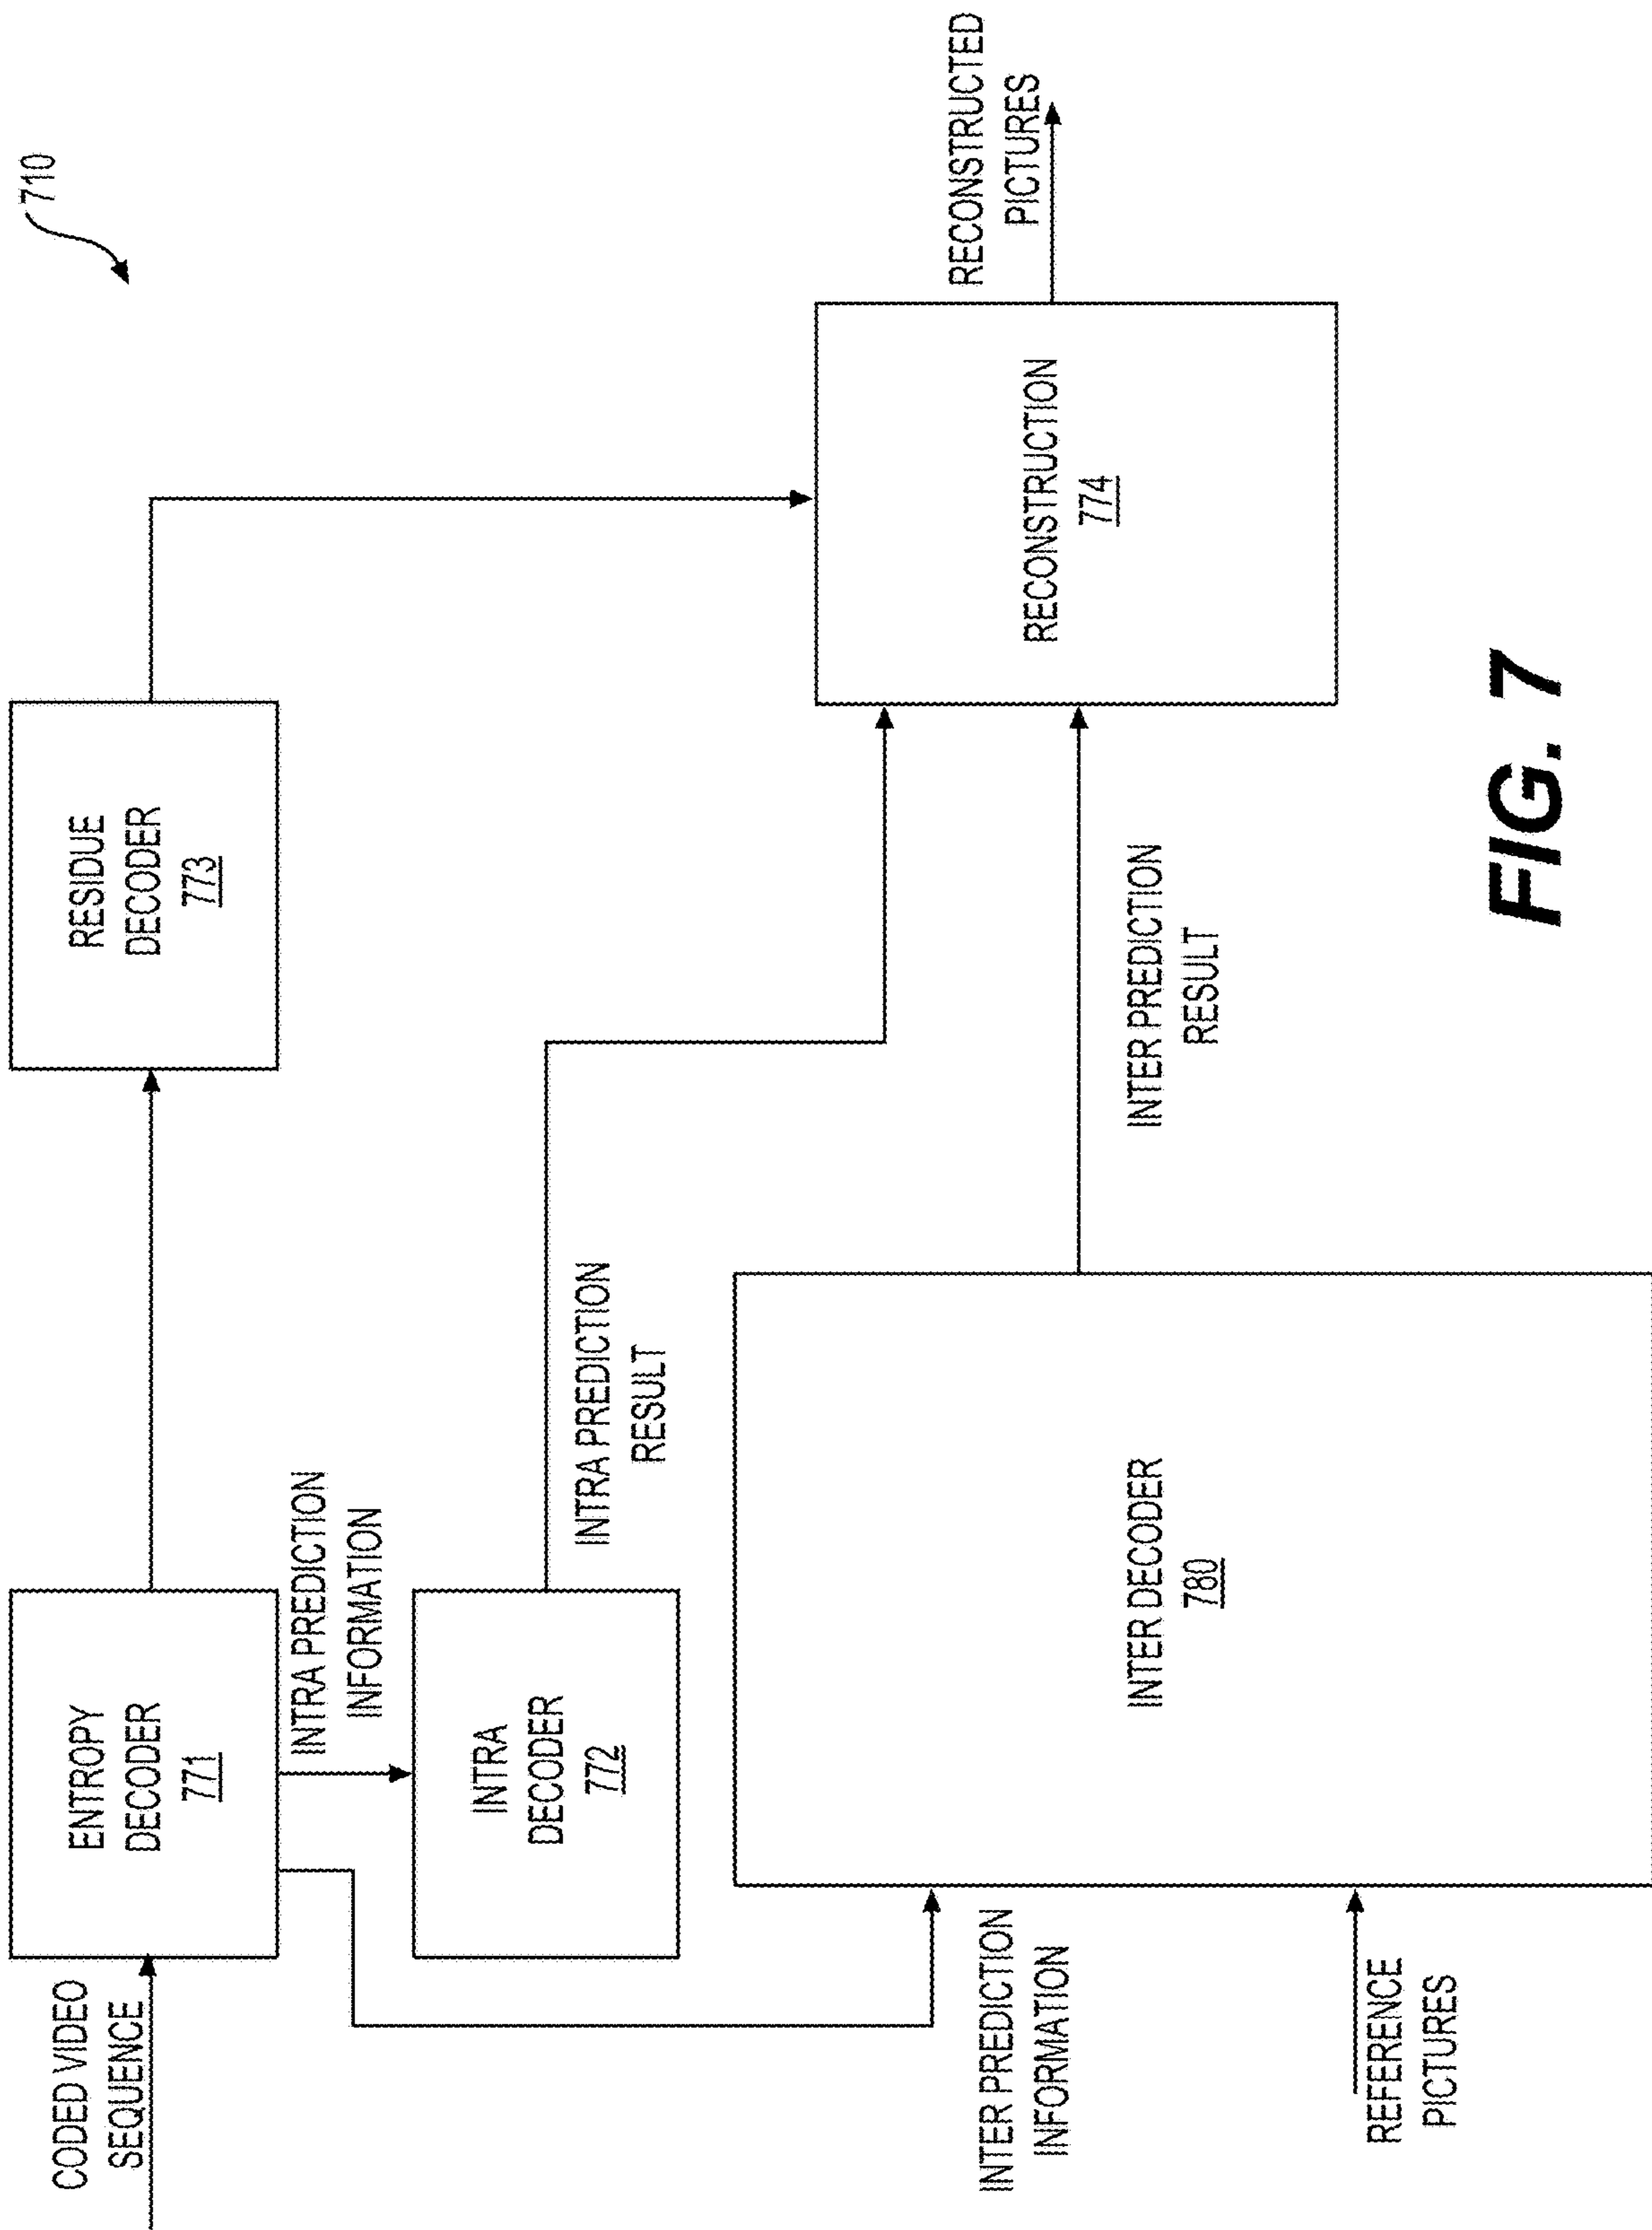 710
CODED VIDEO
SEQUENCE
ENTROPY
DECODER
771
RESIDUE
DECODER
773
INTRA PREDICTION
INFORMATION
INTRA
DECODER
772
INTRA PREDICTION
RESULT
RECONSTRUCTED
PICTURES
RECONSTRUCTION
774
INTER PREDICTION
INFORMATION
INTER DECODER
780
INTER PREDICTION
RESULT
REFERENCE
PICTURES
FIG. 7